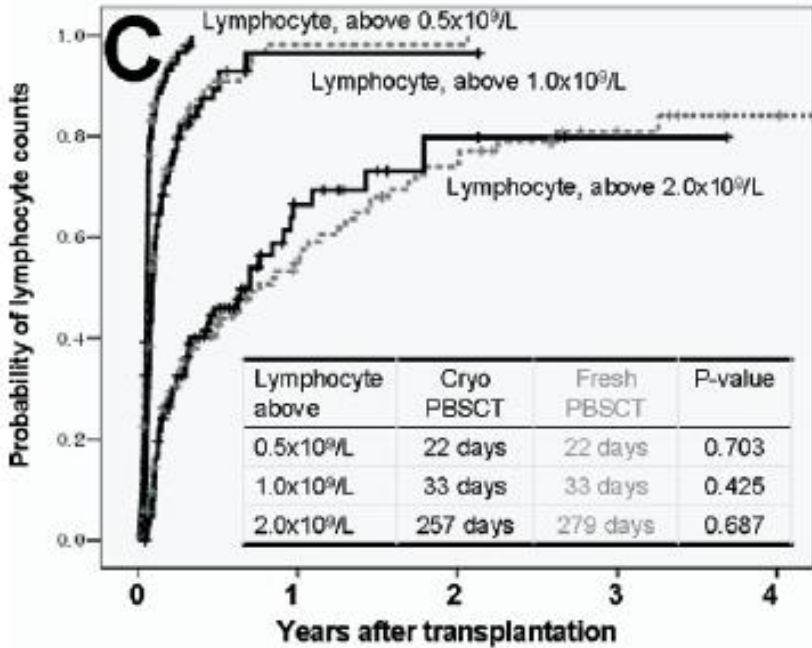 C
Lymphocyte, above 0.5x10⁹/L
Lymphocyte, above 1.0x10⁹/L
Lymphocyte, above 2.0x10⁹/L
Probability of lymphocyte counts
1.0
0.8
0.6
0.4
0.2
0.0
Lymphocyte above Cryo PBSCT Fresh PBSCT P-value
0.5x10⁹/L 22 days 22 days 0.703
1.0x10⁹/L 33 days 33 days 0.425
2.0x10⁹/L 257 days 279 days 0.687
0 1 2 3 4
Years after transplantation